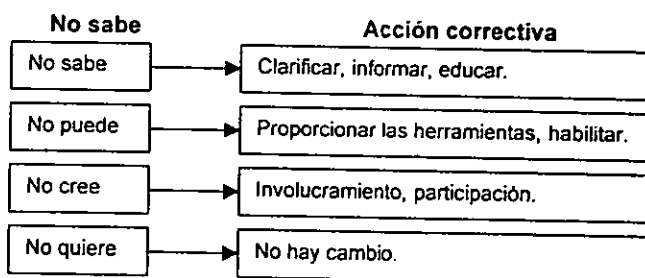 No sabe
Acción correctiva
No sabe
Clarificar, informar, educar.
No puede
Proporcionar las herramientas, habilitar.
No cree
Involucramiento, participación.
No quiere
No hay cambio.